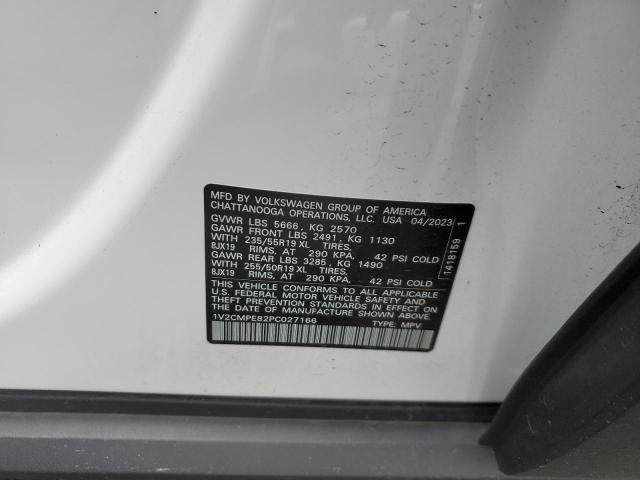 MFD BY VOLKSWAGEN GROUP OF AMERICA
CHATTANOOGA OPERATIONS, LLC. USA 04/2023
GVWR LBS 5666, KG 2570
GAWR FRONT LBS 2491, KG 1130
WITH 235/55R19 XL TIRES,
8JX19 RIMS, AT 290 KPA, 42 PSI COLD
GAWR REAR LBS 3285, KG 1490
WITH 255/50R19 XL TIRES,
8JX19 RIMS, AT 290 KPA, 42 PSI COLD
THIS VEHICLE CONFORMS TO ALL APPLICABLE
U.S. FEDERAL MOTOR VEHICLE SAFETY AND
THEFT PREVENTION STANDARDS IN EFFECT ON
THE DATE OF MANUFACTURE SHOWN ABOVE.
1V2CMPE82PC027166 TYPE: MPV
1418159 1